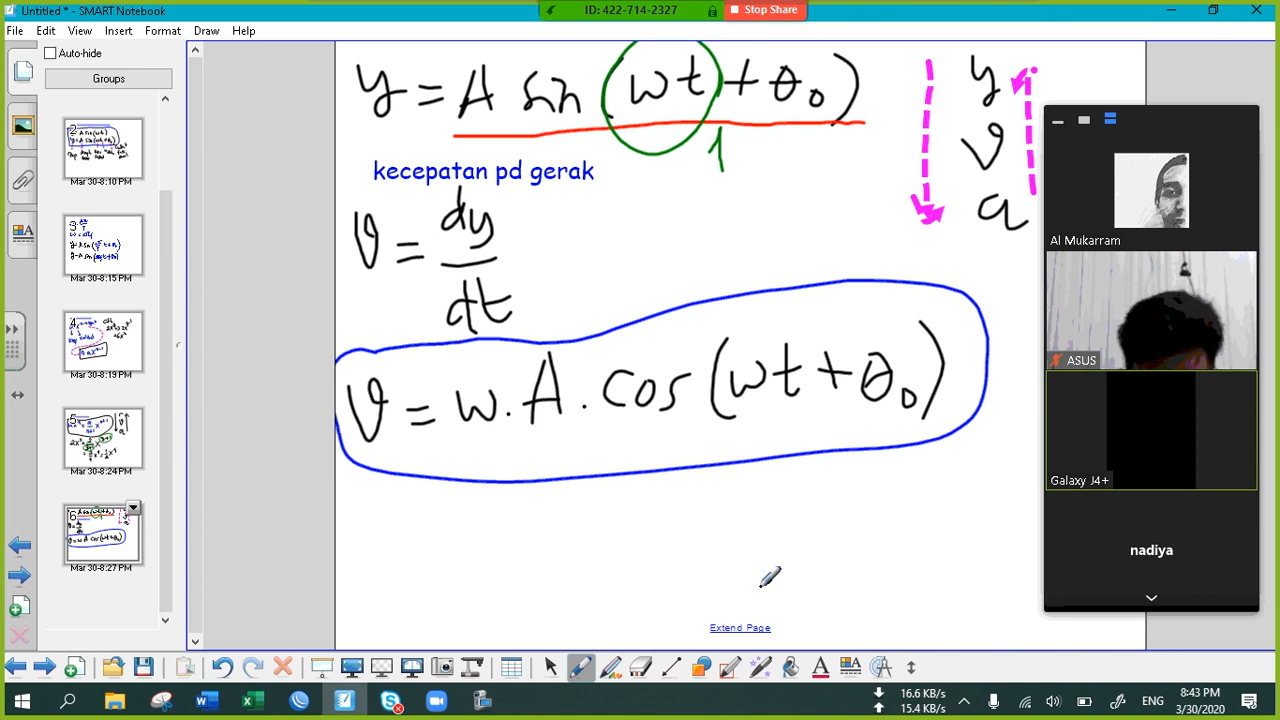 Untitled * - SMART Notebook
ID: 422-714-2327
Stop Share
File Edit View Insert Format Draw Help
Auto-hide
Groups
Mar 30-8:10 PM
Mar 30-8:15 PM
Mar 30-8:19 PM
Mar 30-8:24 PM
Mar 30-8:27 PM
y = A sin (wt + θ₀)
1
kecepatan pd gerak
v = dy/dt
v = w. A . cos (wt + θ₀)
y
v
a
Extend Page
Al Mukarram
ASUS
Galaxy J4+
nadiya
16.6 KB/s
15.4 KB/s
ENG
8:43 PM
3/30/2020